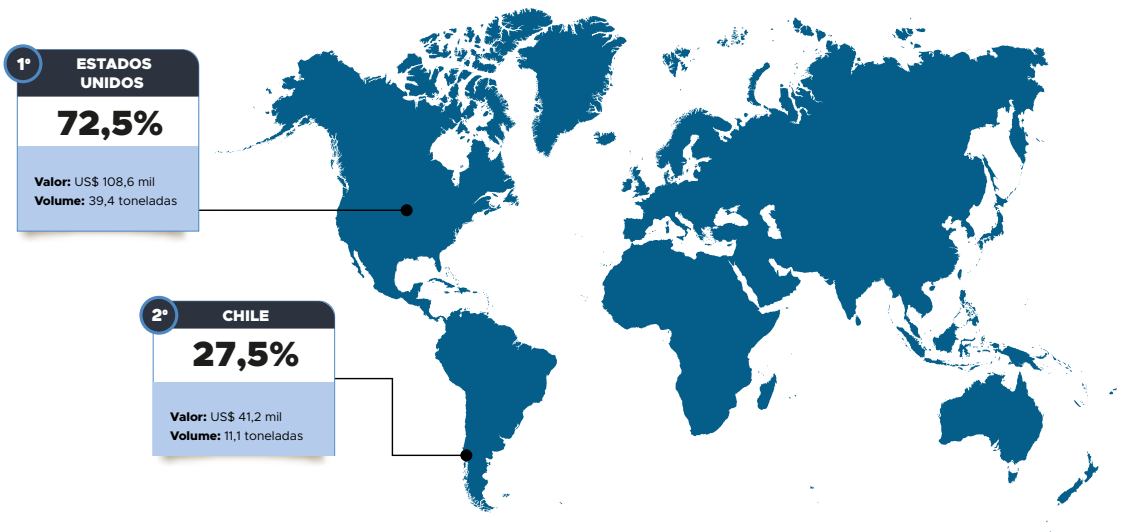 1º
ESTADOS
UNIDOS
72,5%
Valor: US$ 108,6 mil
Volume: 39,4 toneladas
2º
CHILE
27,5%
Valor: US$ 41,2 mil
Volume: 11,1 toneladas